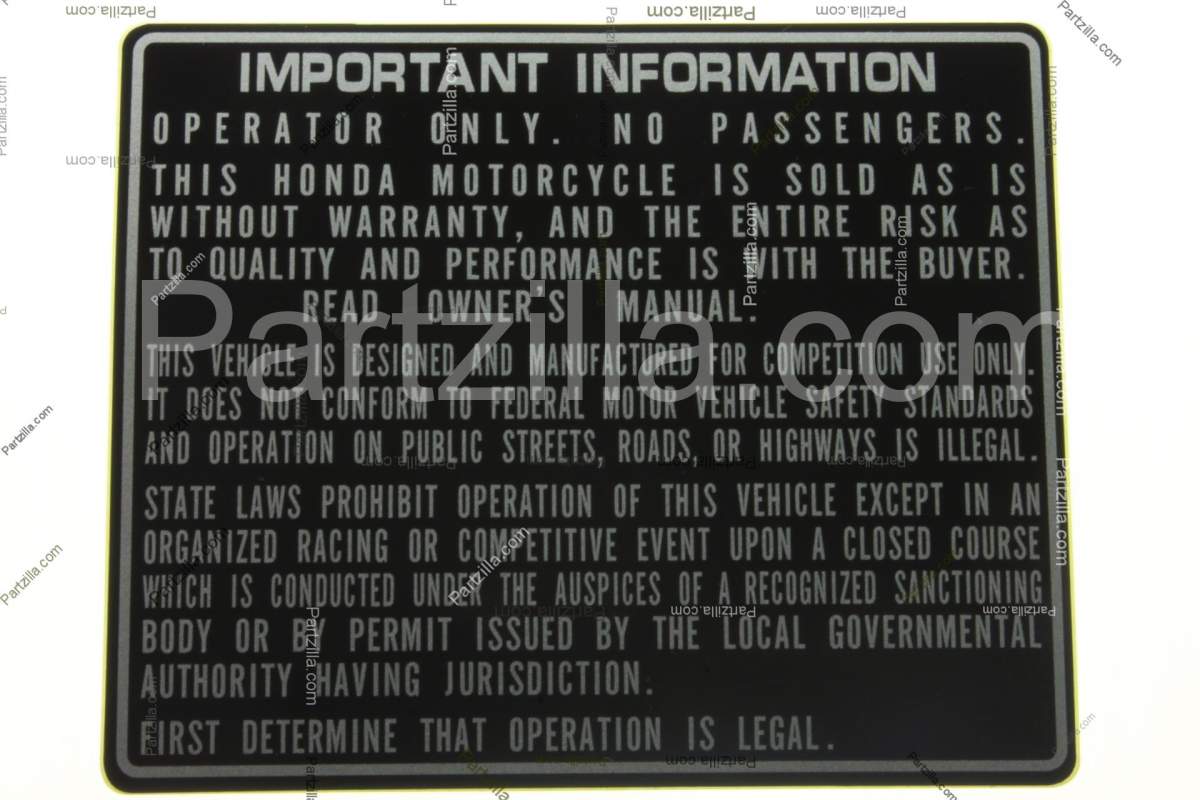 IMPORTANT INFORMATION
OPERATOR ONLY. NO PASSENGERS.
THIS HONDA MOTORCYCLE IS SOLD AS IS
WITHOUT WARRANTY, AND THE ENTIRE RISK AS
TO QUALITY AND PERFORMANCE IS WITH THE BUYER.
READ OWNER'S MANUAL.
Partzilla.com
THIS VEHICLE IS DESIGNED AND MANUFACTURED FOR COMPETITION USE ONLY.
IT DOES NOT CONFORM TO FEDERAL MOTOR VEHICLE SAFETY STANDARDS
AND OPERATION ON PUBLIC STREETS, ROADS, OR HIGHWAYS IS ILLEGAL.
STATE LAWS PROHIBIT OPERATION OF THIS VEHICLE EXCEPT IN AN
ORGANIZED RACING OR COMPETITIVE EVENT UPON A CLOSED COURSE
WHICH IS CONDUCTED UNDER THE AUSPICES OF A RECOGNIZED SANCTIONING
BODY OR BY PERMIT ISSUED BY THE LOCAL GOVERNMENTAL
AUTHORITY HAVING JURISDICTION.
FIRST DETERMINE THAT OPERATION IS LEGAL.